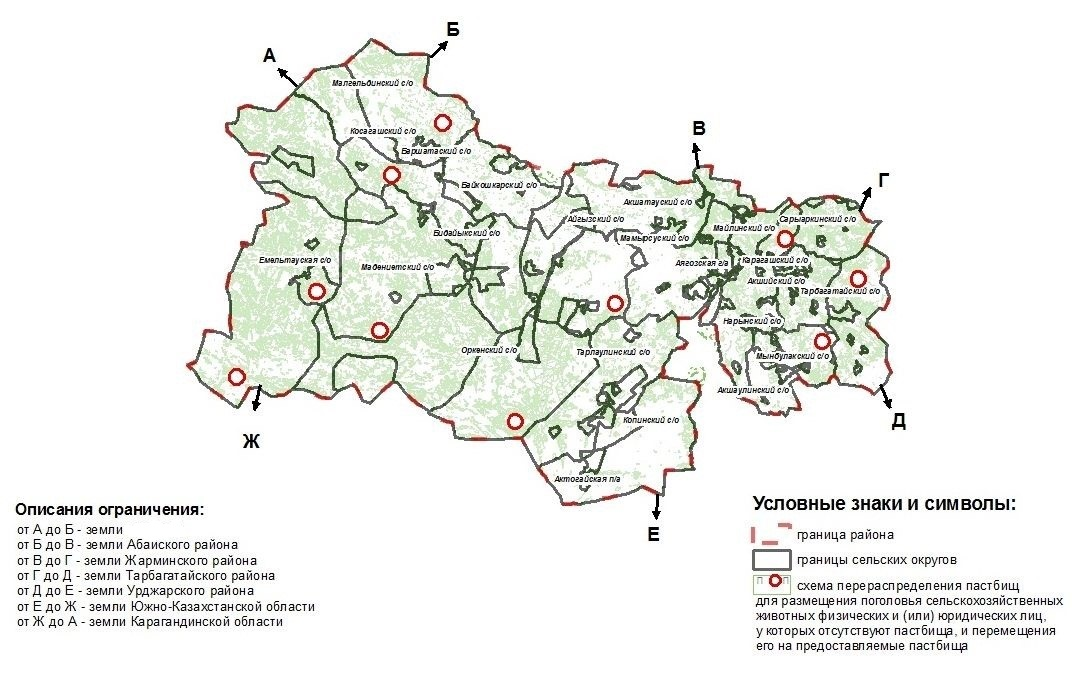 Б
А
Малгельбинский с/о
Косагашский с/о
Баршатаский с/о
В
Байкошкарский с/о
Г
Акшатауский с/о
Айгызский с/о
Сарыаркинский с/о
Майлинский с/о
Бидайыкский с/о
Мамырсуский с/о
Емельтауская с/о
Мадениетский с/о
Аягозская г/а
Карагашский с/о
Акшийский с/о
Тарбагатайский с/о
Нарынский с/о
Оркенский с/о
Тарлаулинский с/о
Мынбулакский с/о
Акшаулинский с/о
Ж
Копинский с/о
Д
Актогайская п/а
Е
Описания ограничения:
от А до Б - земли
от Б до В - земли Абаиского района
от В до Г - земли Жарминского района
от Г до Д - земли Тарбагатайского района
от Д до Е - земли Урджарского района
от Е до Ж - земли Южно-Казахстанской области
от Ж до А - земли Карагандинской области
Условные знаки и символы:
граница района
границы сельских округов
П П схема перераспределения пастбищ
для размещения поголовья сельскохозяйственных
животных физических и (или) юридических лиц,
у которых отсутствуют пастбища, и перемещения
его на предоставляемые пастбища